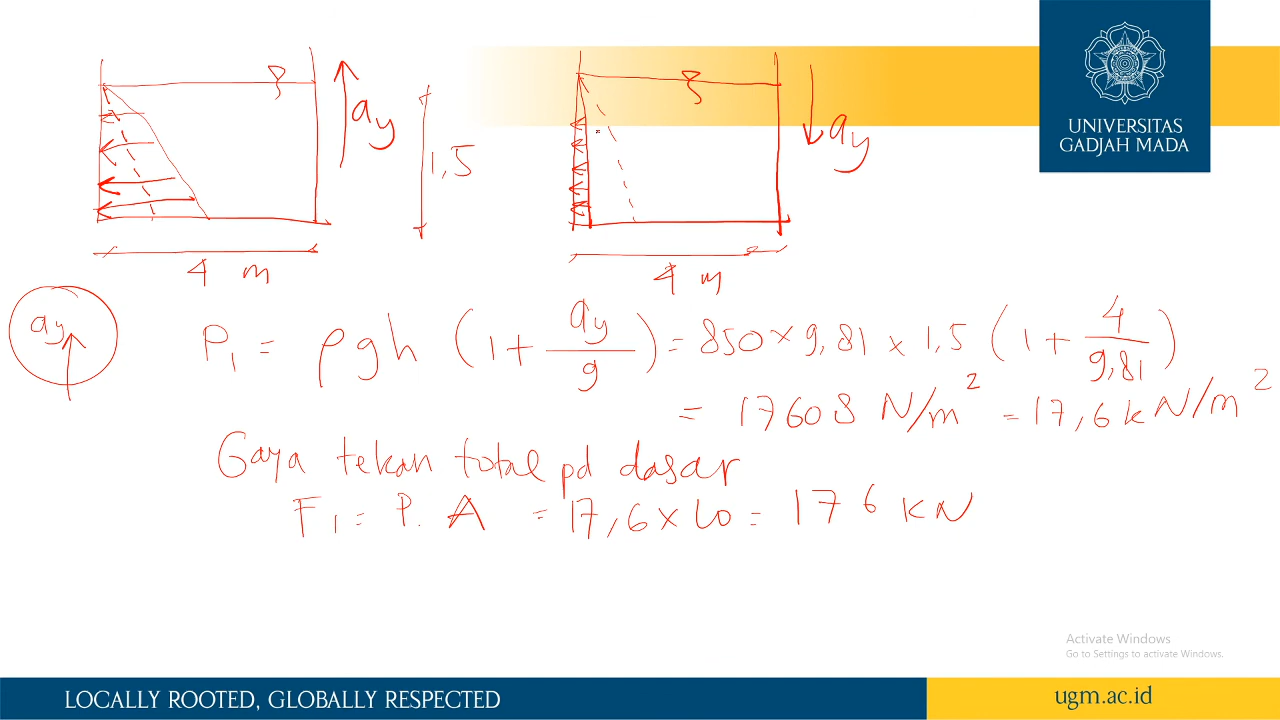 UNIVERSITAS
GADJAH MADA
ay
1,5
4 m
ay
4 m
ay
P₁ = ρgh (1 + ay/g) = 850 × 9,81 × 1,5 (1 + 4/9,81)
= 17608 N/m² = 17,6 kN/m²
Gaya tekan total pd dasar
F₁ = P. A = 17,6 × 10 = 176 KN
Activate Windows
Go to Settings to activate Windows.
LOCALLY ROOTED, GLOBALLY RESPECTED
ugm.ac.id